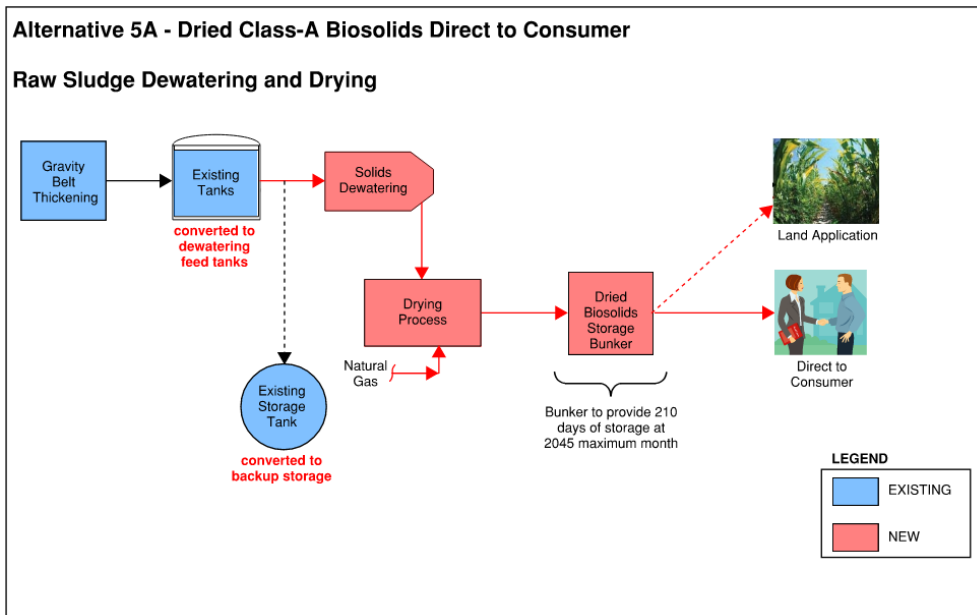 Alternative 5A - Dried Class-A Biosolids Direct to Consumer
Raw Sludge Dewatering and Drying
Gravity
Belt
Thickening
Existing
Tanks
converted to
dewatering
feed tanks
Solids
Dewatering
Land Application
Drying
Process
Dried
Biosolids
Storage
Bunker
Direct to
Consumer
Natural
Gas
Existing
Storage
Tank
converted to
backup storage
Bunker to provide 210
days of storage at
2045 maximum month
LEGEND
EXISTING
NEW